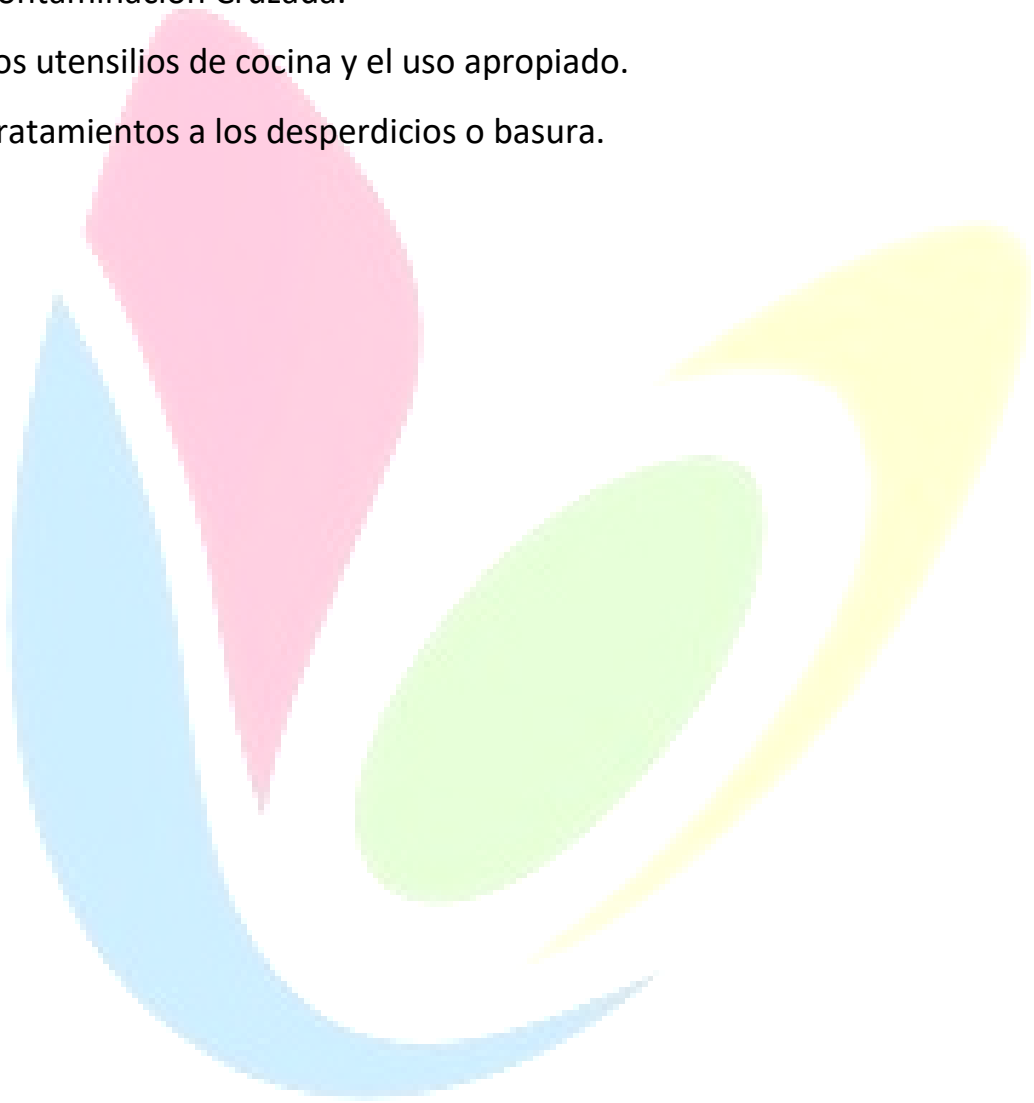 os utensilios de cocina y el uso apropiado.
ratamientos a los desperdicios o basura.